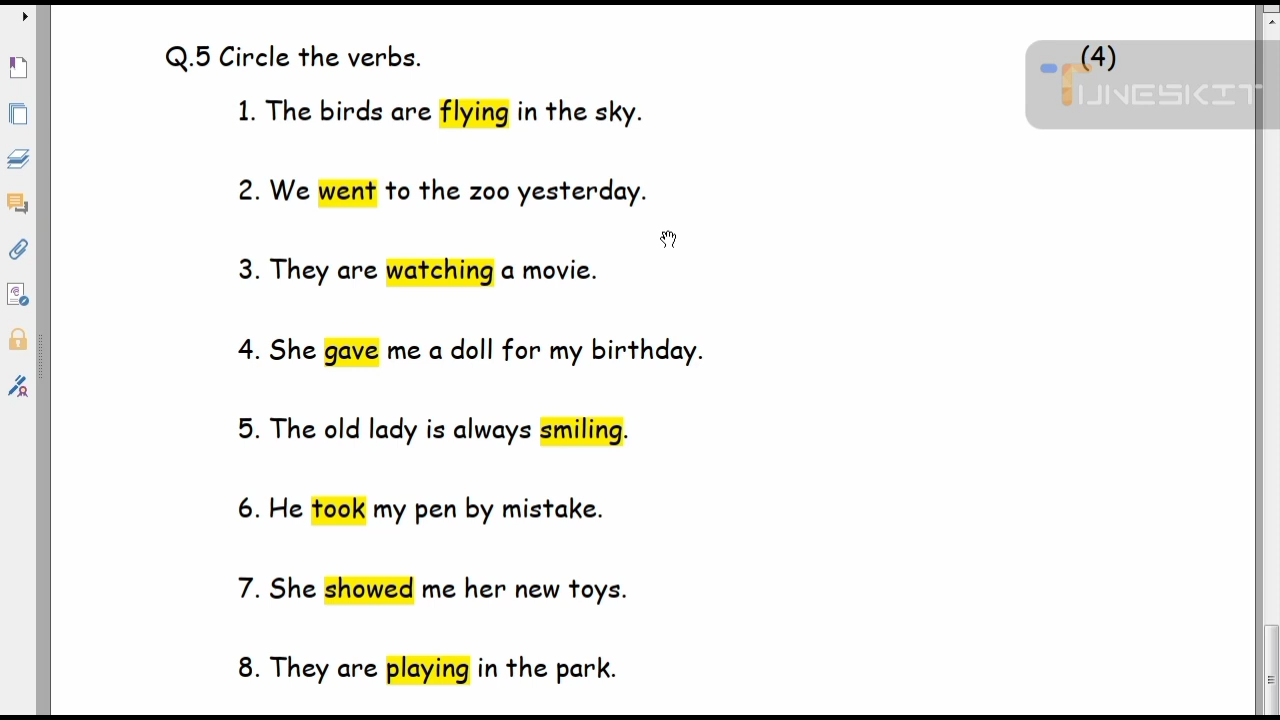 Q.5 Circle the verbs. (4)
TUNESKIT
1. The birds are flying in the sky.
2. We went to the zoo yesterday.
3. They are watching a movie.
4. She gave me a doll for my birthday.
5. The old lady is always smiling.
6. He took my pen by mistake.
7. She showed me her new toys.
8. They are playing in the park.